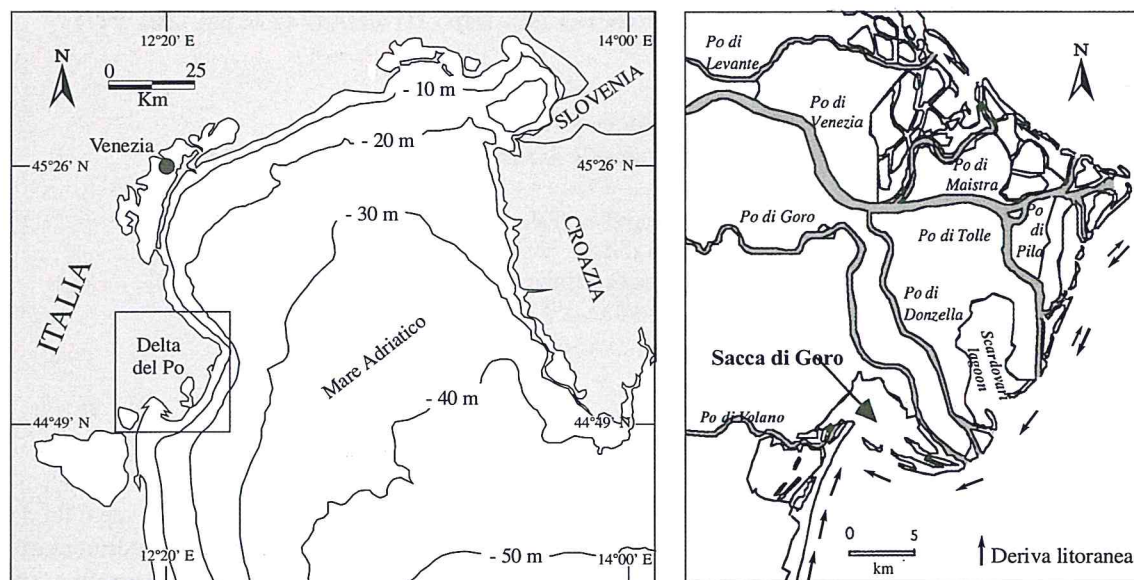 12°20’ E
14°00’ E
N
0 25
Km
- 10 m
SLOVENIA
Venezia
- 20 m
45°26’ N
45°26’ N
- 30 m
CROAZIA
ITALIA
Delta
del Po
Mare Adriatico
- 40 m
44°49’ N
44°49’ N
12°20’ E
- 50 m
14°00’ E
Po di
Levante
N
Po di
Venezia
Po di
Maistra
Po di Goro
Po di Tolle
Po
di
Pila
Po di
Donzella
Scardovari
lagoon
Sacca di Goro
Po di Volano
0 5
km
Deriva litoranea